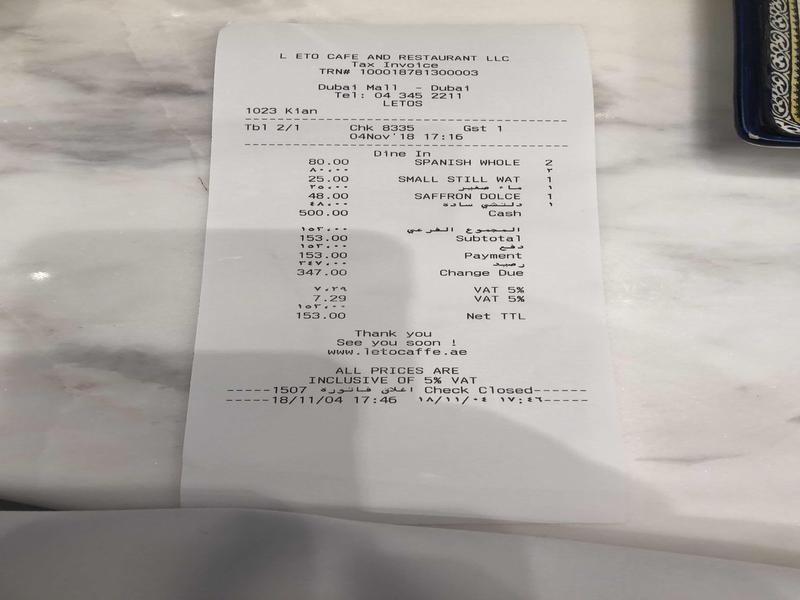 L ETO CAFE AND RESTAURANT LLC
Tax Invoice
TRN# 100018781300003
Dubai Mall - Dubai
Tel: 04 345 2211
LETOS
1023 Kian
Tbl 2/1 Chk 8335 Gst 1
04Nov'18 17:16
Dine In
80.00 SPANISH WHOLE 2
٨٠،٠٠ ٢
25.00 SMALL STILL WAT 1
٢٥،٠٠ ماء صغير ١
48.00 SAFFRON DOLCE 1
٤٨،٠٠ دلتشي سادة ١
500.00 Cash
١٥٣،٠٠ المجموع الفرعي
153.00 Subtotal
١٥٣،٠٠ دفع
153.00 Payment
٣٤٧،٠٠ رصيد
347.00 Change Due
٧،٢٩ VAT 5%
7.29 VAT 5%
١٥٣،٠٠
153.00 Net TTL
Thank you
See you soon !
www.letocaffe.ae
ALL PRICES ARE
INCLUSIVE OF 5% VAT
-----1507 اغلاق فاتورة Check Closed------
-----18/11/04 17:46 ١٨/١١/٠٤ ١٧:٤٦-----